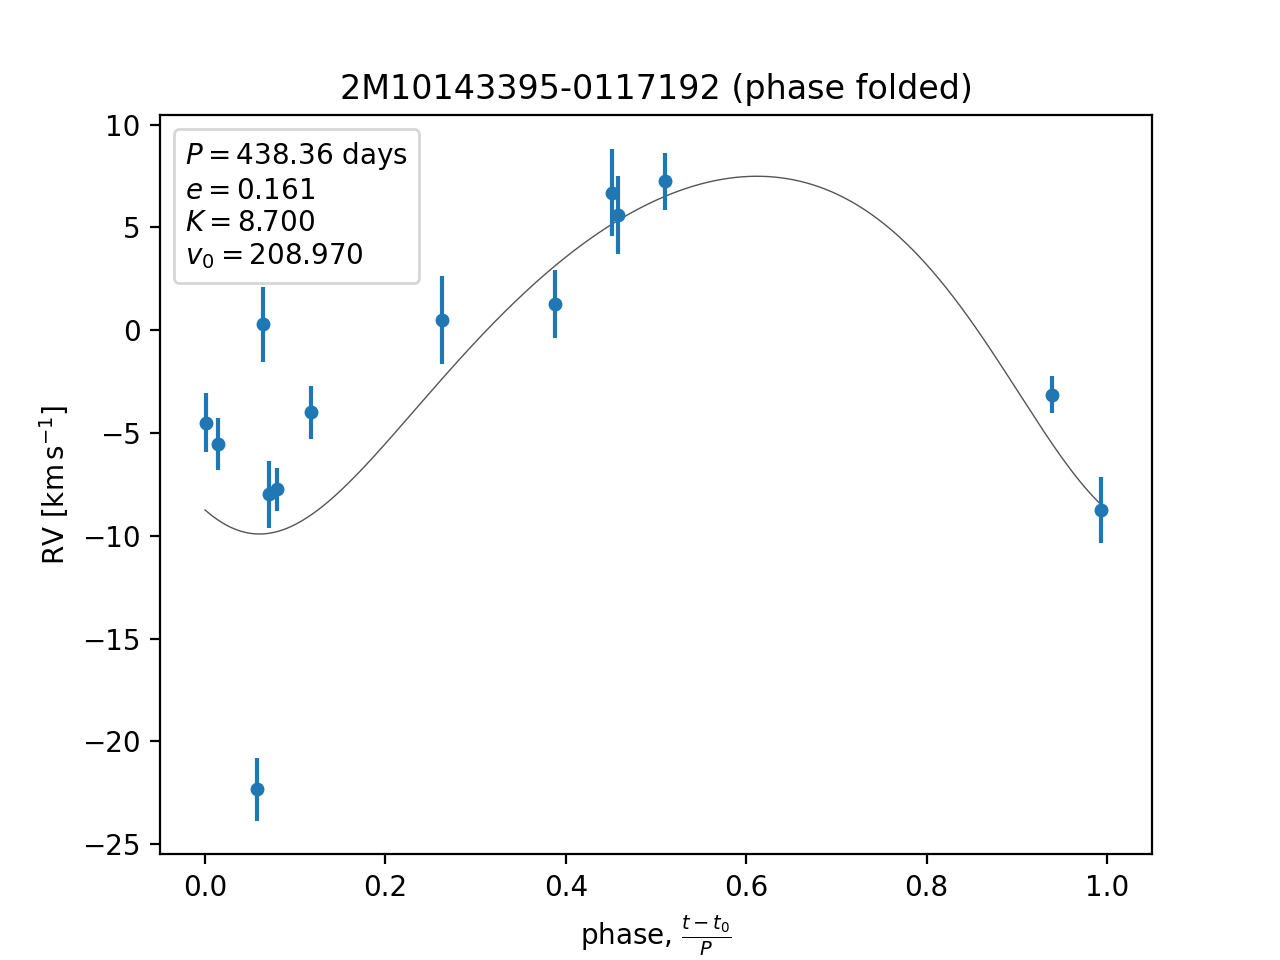 2M10143395-0117192 (phase folded)
P = 438.36 days
e = 0.161
K = 8.700
v₀ = 208.970
10
5
0
−5
−10
−15
−20
−25
RV [km s⁻¹]
0.0 0.2 0.4 0.6 0.8 1.0
phase, (t − t₀)/P